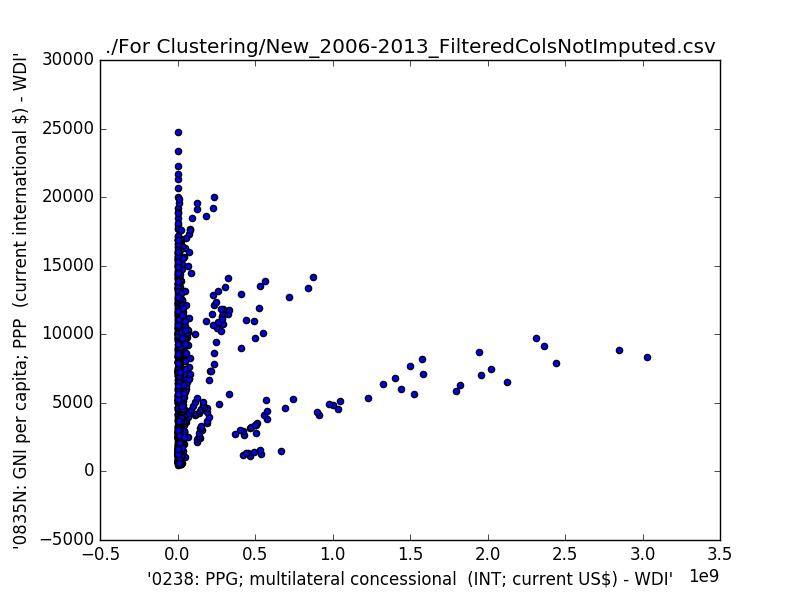 ./For Clustering/New_2006-2013_FilteredColsNotImputed.csv
30000
25000
20000
15000
10000
5000
0
−5000
'0835N: GNI per capita; PPP  (current international $) - WDI'
−0.5 0.0 0.5 1.0 1.5 2.0 2.5 3.0 3.5
1e9
'0238: PPG; multilateral concessional  (INT; current US$) - WDI'